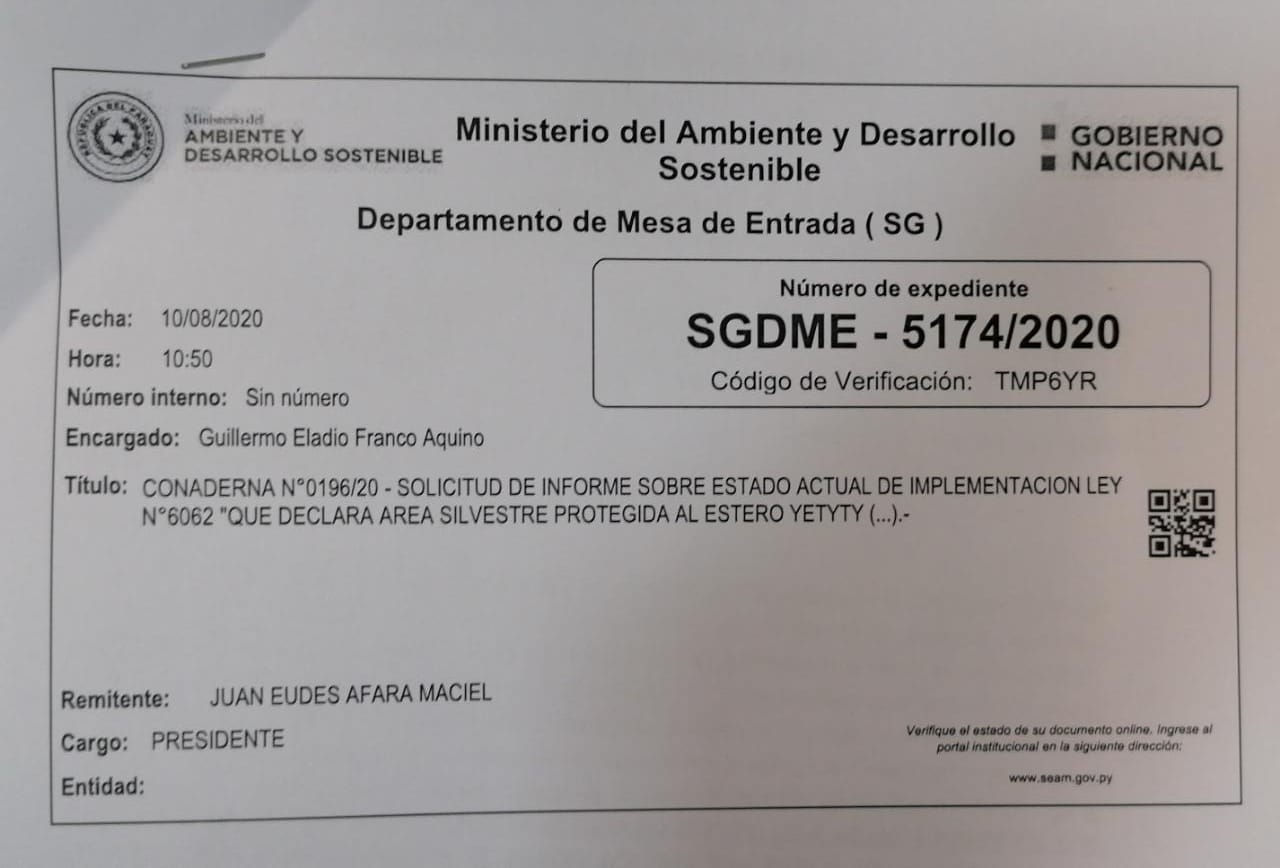 REPÚBLICA DEL PARAGUAY
Ministerio del
AMBIENTE Y
DESARROLLO SOSTENIBLE
Ministerio del Ambiente y Desarrollo
Sostenible
GOBIERNO
NACIONAL
Departamento de Mesa de Entrada ( SG )
Número de expediente
SGDME - 5174/2020
Código de Verificación: TMP6YR
Fecha: 10/08/2020
Hora: 10:50
Número interno: Sin número
Encargado: Guillermo Eladio Franco Aquino
Título: CONADERNA N°0196/20 - SOLICITUD DE INFORME SOBRE ESTADO ACTUAL DE IMPLEMENTACION LEY
N°6062 "QUE DECLARA AREA SILVESTRE PROTEGIDA AL ESTERO YETYTY (...).-
Remitente: JUAN EUDES AFARA MACIEL
Cargo: PRESIDENTE
Entidad:
Verifique el estado de su documento online. Ingrese al
portal institucional en la siguiente dirección:
www.seam.gov.py